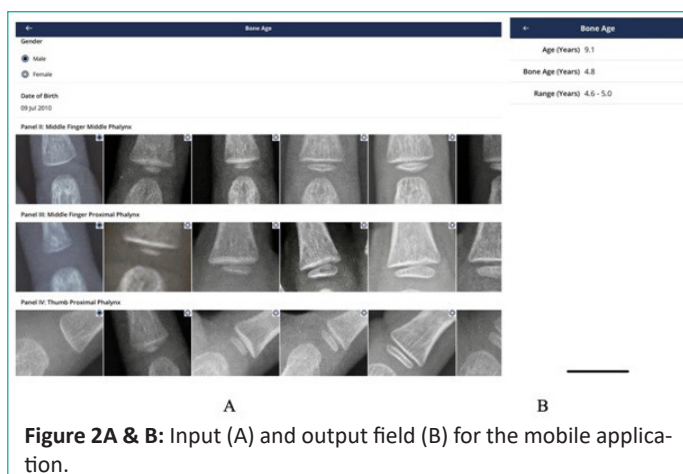 Bone Age
Gender
Male
Female
Date of Birth
09 Jul 2010
Panel II: Middle Finger Middle Phalynx
Panel III: Middle Finger Proximal Phalynx
Panel IV: Thumb Proximal Phalynx
A
Bone Age
Age (Years) 9.1
Bone Age (Years) 4.8
Range (Years) 4.6 - 5.0
B
Figure 2A & B: Input (A) and output field (B) for the mobile applica-
tion.